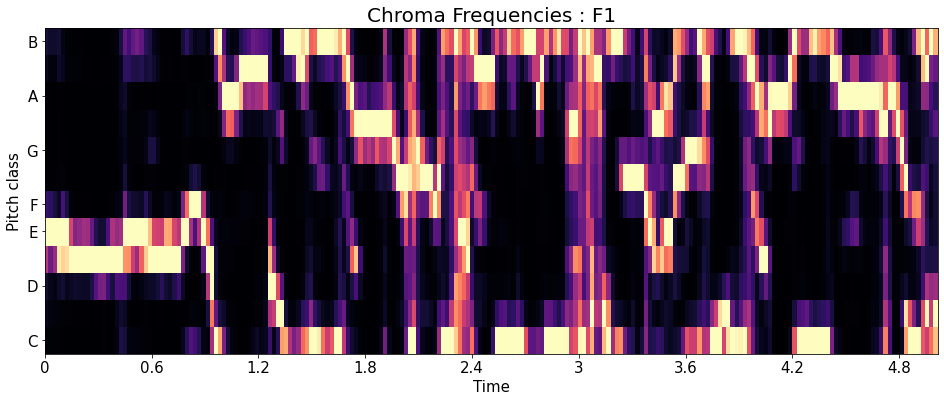 Chroma Frequencies : F1
B
A
G
F
E
D
C
Pitch class
0 0.6 1.2 1.8 2.4 3 3.6 4.2 4.8
Time